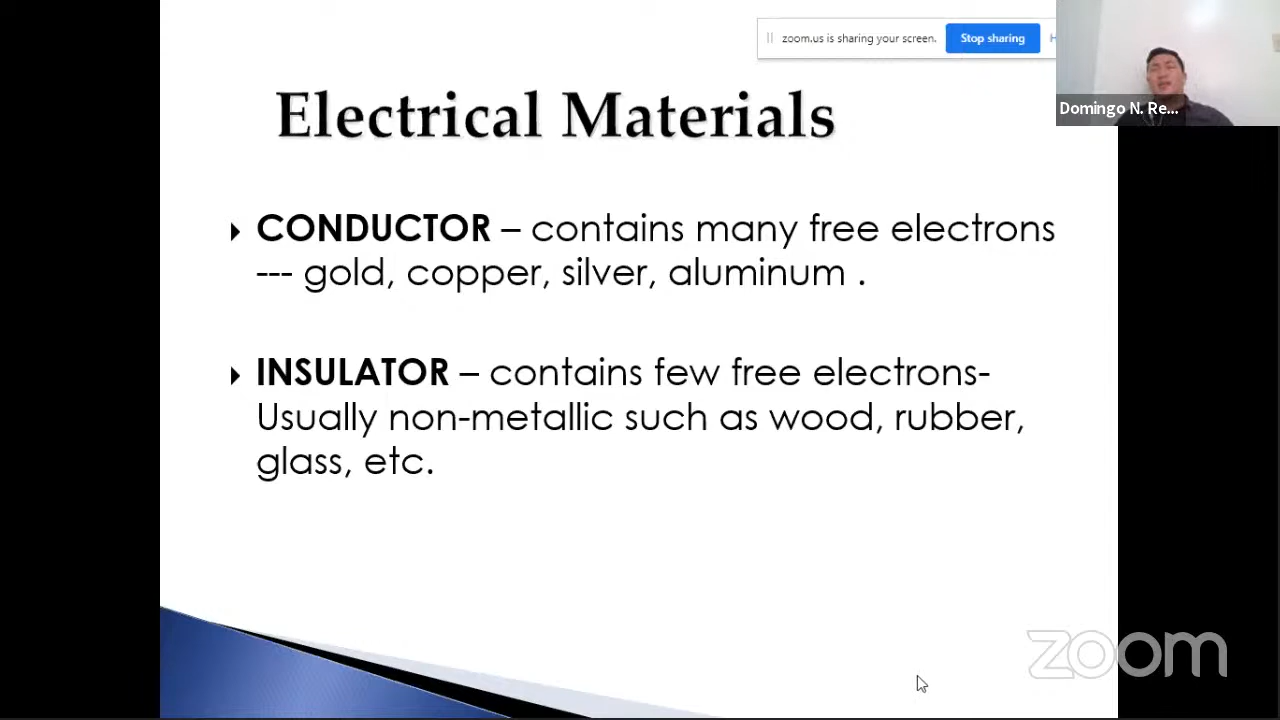 zoom.us is sharing your screen. Stop sharing
Domingo N. Re...
Electrical Materials
CONDUCTOR – contains many free electrons
--- gold, copper, silver, aluminum .
INSULATOR – contains few free electrons-
Usually non-metallic such as wood, rubber,
glass, etc.
zoom